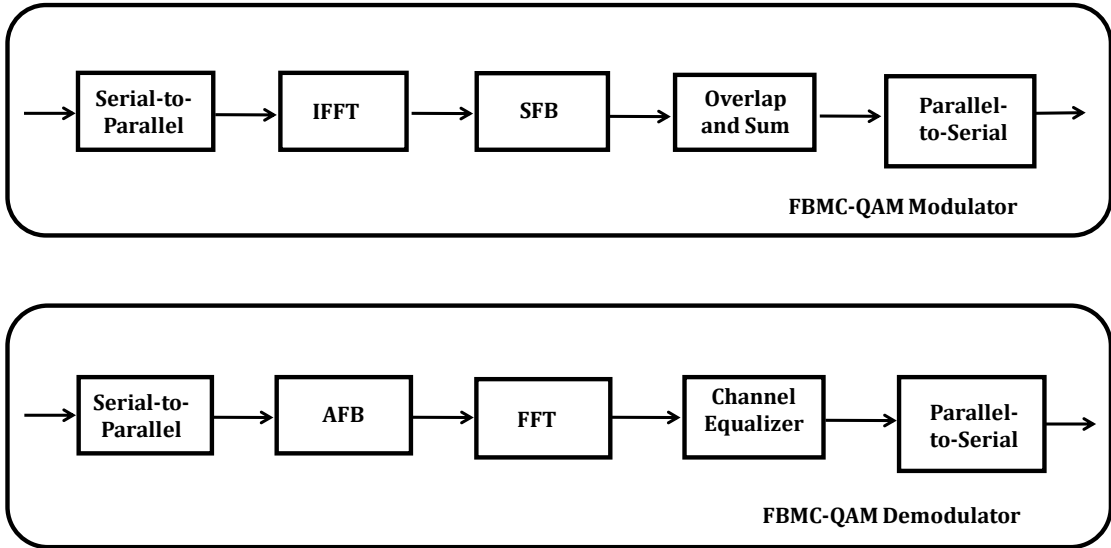 Serial-to-
Parallel
IFFT
SFB
Overlap
and Sum
Parallel-
to-Serial
FBMC-QAM Modulator
Serial-to-
Parallel
AFB
FFT
Channel
Equalizer
Parallel-
to-Serial
FBMC-QAM Demodulator